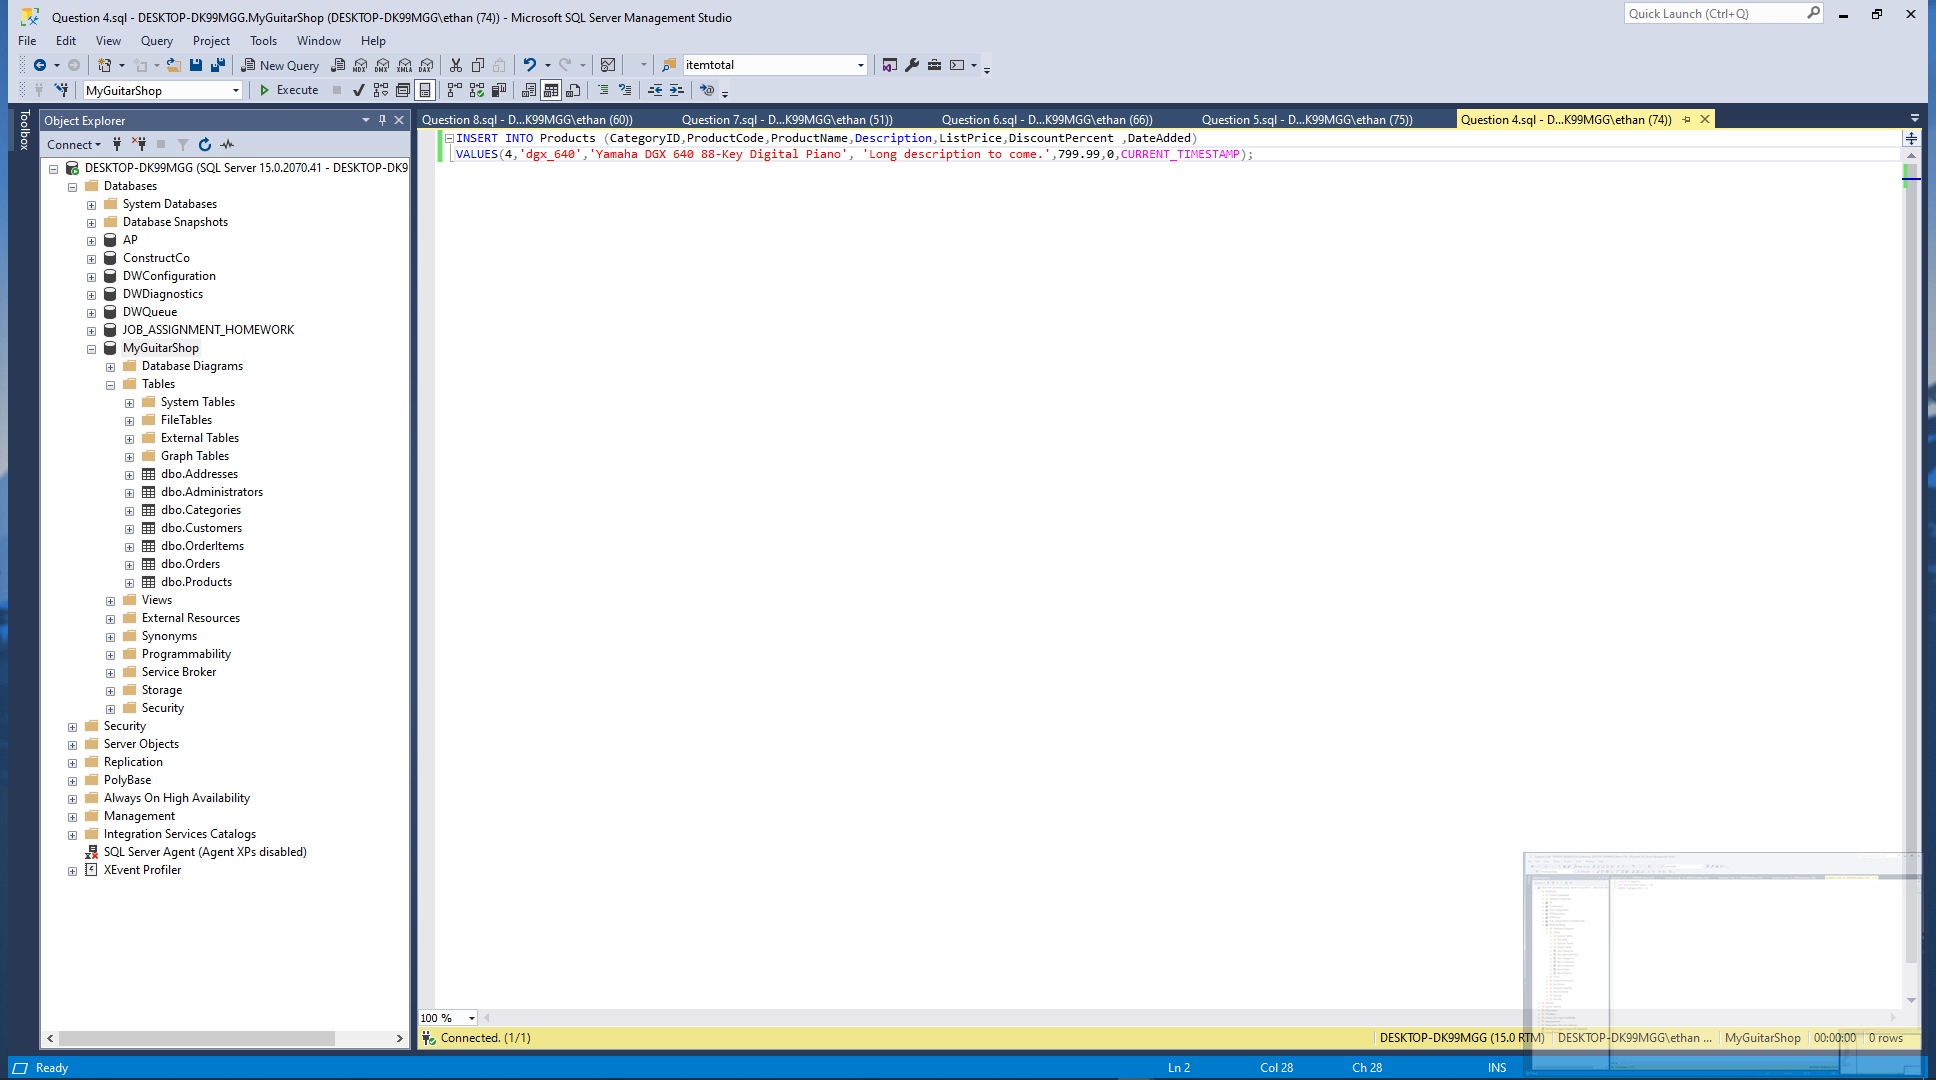 Question 4.sql - DESKTOP-DK99MGG.MyGuitarShop (DESKTOP-DK99MGG\ethan (74)) - Microsoft SQL Server Management Studio
Quick Launch (Ctrl+Q)
File Edit View Query Project Tools Window Help
New Query MDX DMX XMLA DAX itemtotal
MyGuitarShop Execute
Toolbox
Object Explorer
Connect
DESKTOP-DK99MGG (SQL Server 15.0.2070.41 - DESKTOP-DK9
Databases
System Databases
Database Snapshots
AP
ConstructCo
DWConfiguration
DWDiagnostics
DWQueue
JOB_ASSIGNMENT_HOMEWORK
MyGuitarShop
Database Diagrams
Tables
System Tables
FileTables
External Tables
Graph Tables
dbo.Addresses
dbo.Administrators
dbo.Categories
dbo.Customers
dbo.OrderItems
dbo.Orders
dbo.Products
Views
External Resources
Synonyms
Programmability
Service Broker
Storage
Security
Security
Server Objects
Replication
PolyBase
Always On High Availability
Management
Integration Services Catalogs
SQL Server Agent (Agent XPs disabled)
XEvent Profiler
Question 8.sql - D...K99MGG\ethan (60)) Question 7.sql - D...K99MGG\ethan (51)) Question 6.sql - D...K99MGG\ethan (66)) Question 5.sql - D...K99MGG\ethan (75)) Question 4.sql - D...K99MGG\ethan (74))
INSERT INTO Products (CategoryID,ProductCode,ProductName,Description,ListPrice,DiscountPercent ,DateAdded)
VALUES(4,'dgx_640','Yamaha DGX 640 88-Key Digital Piano', 'Long description to come.',799.99,0,CURRENT_TIMESTAMP);
100 %
Connected. (1/1) DESKTOP-DK99MGG (15.0 RTM) DESKTOP-DK99MGG\ethan ... MyGuitarShop 00:00:00 0 rows
Ready Ln 2 Col 28 Ch 28 INS